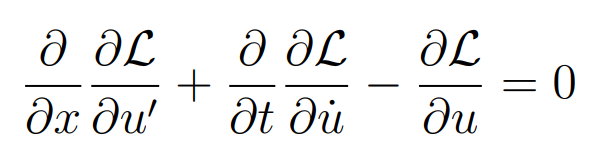 ∂/∂x ∂ℒ/∂u′ + ∂/∂t ∂ℒ/∂u̇ − ∂ℒ/∂u = 0